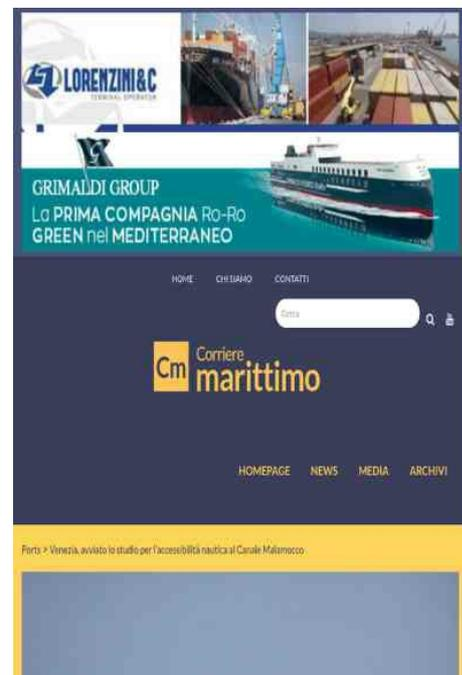 LORENZINI & C
TERMINAL OPERATOR
GRIMALDI GROUP
La PRIMA COMPAGNIA Ro-Ro
GREEN nel MEDITERRANEO
HOME CHI SIAMO CONTATTI
Cerca
Cm Corriere
marittimo
HOMEPAGE NEWS MEDIA ARCHIVI
Ports > Venezia, avviato lo studio per l'accessibilità nautica al Canale Malamocco